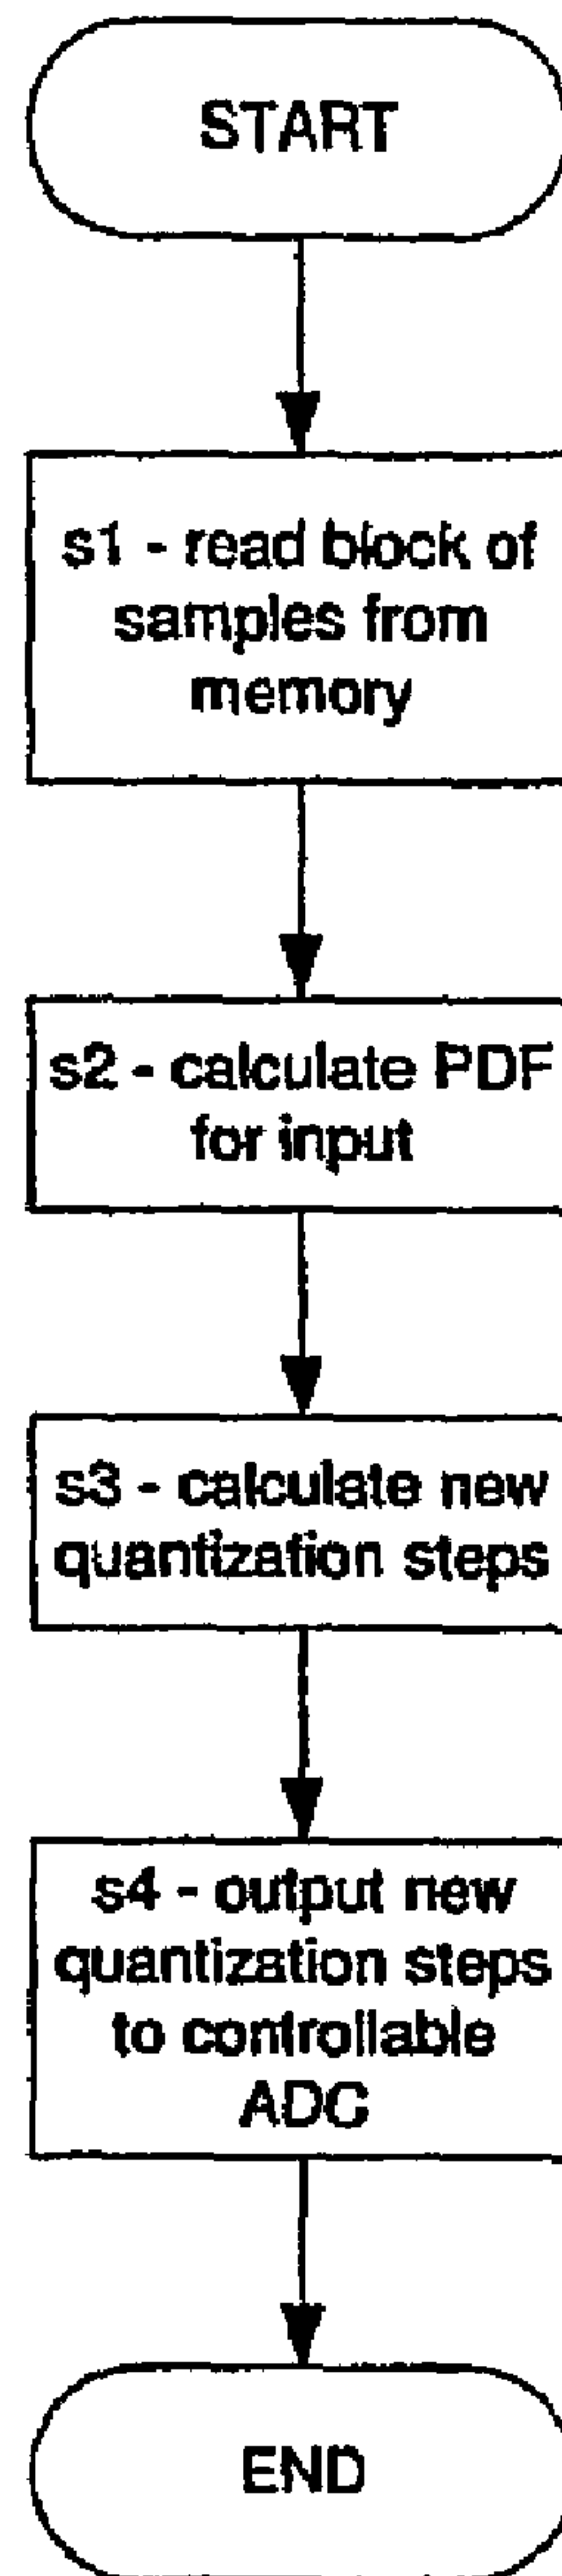 START
s1 - read block of
samples from
memory
s2 - calculate PDF
for input
s3 - calculate new
quantization steps
s4 - output new
quantization steps
to controllable
ADC
END